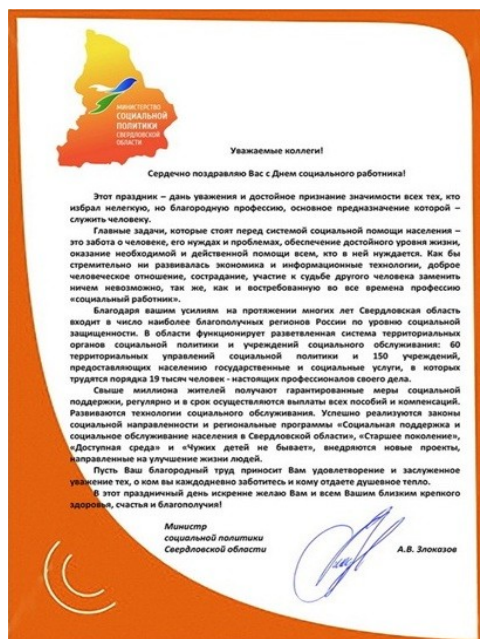 МИНИСТЕРСТВО
СОЦИАЛЬНОЙ
ПОЛИТИКИ
СВЕРДЛОВСКОЙ
ОБЛАСТИ
Уважаемые коллеги!
Сердечно поздравляю Вас с Днем социального работника!
Этот праздник – дань уважения и достойное признание значимости всех тех, кто
избрал нелегкую, но благородную профессию, основное предназначение которой –
служить человеку.
Главные задачи, которые стоят перед системой социальной помощи населения –
это забота о человеке, его нуждах и проблемах, обеспечение достойного уровня жизни,
оказание необходимой и действенной помощи всем, кто в ней нуждается. Как бы
стремительно ни развивалась экономика и информационные технологии, доброе
человеческое отношение, сострадание, участие к судьбе другого человека заменить
ничем невозможно, так же, как и востребованную во все времена профессию
«социальный работник».
Благодаря вашим усилиям на протяжении многих лет Свердловская область
входит в число наиболее благополучных регионов России по уровню социальной
защищенности. В области функционирует разветвленная система территориальных
органов социальной политики и учреждений социального обслуживания: 60
территориальных управлений социальной политики и 150 учреждений,
предоставляющих населению государственные и социальные услуги, в которых
трудятся порядка 19 тысяч человек - настоящих профессионалов своего дела.
Свыше миллиона жителей получают гарантированные меры социальной
поддержки, регулярно и в срок осуществляются выплаты всех пособий и компенсаций.
Развиваются технологии социального обслуживания. Успешно реализуются законы
социальной направленности и региональные программы «Социальная поддержка и
социальное обслуживание населения в Свердловской области», «Старшее поколение»,
«Доступная среда» и «Чужих детей не бывает», внедряются новые проекты,
направленные на улучшение жизни людей.
Пусть Ваш благородный труд приносит Вам удовлетворение и заслуженное
уважение тех, о ком вы каждодневно заботитесь и кому отдаете душевное тепло.
В этот праздничный день искренне желаю Вам и всем Вашим близким крепкого
здоровья, счастья и благополучия!
Министр
социальной политики
Свердловской области А.В. Злоказов